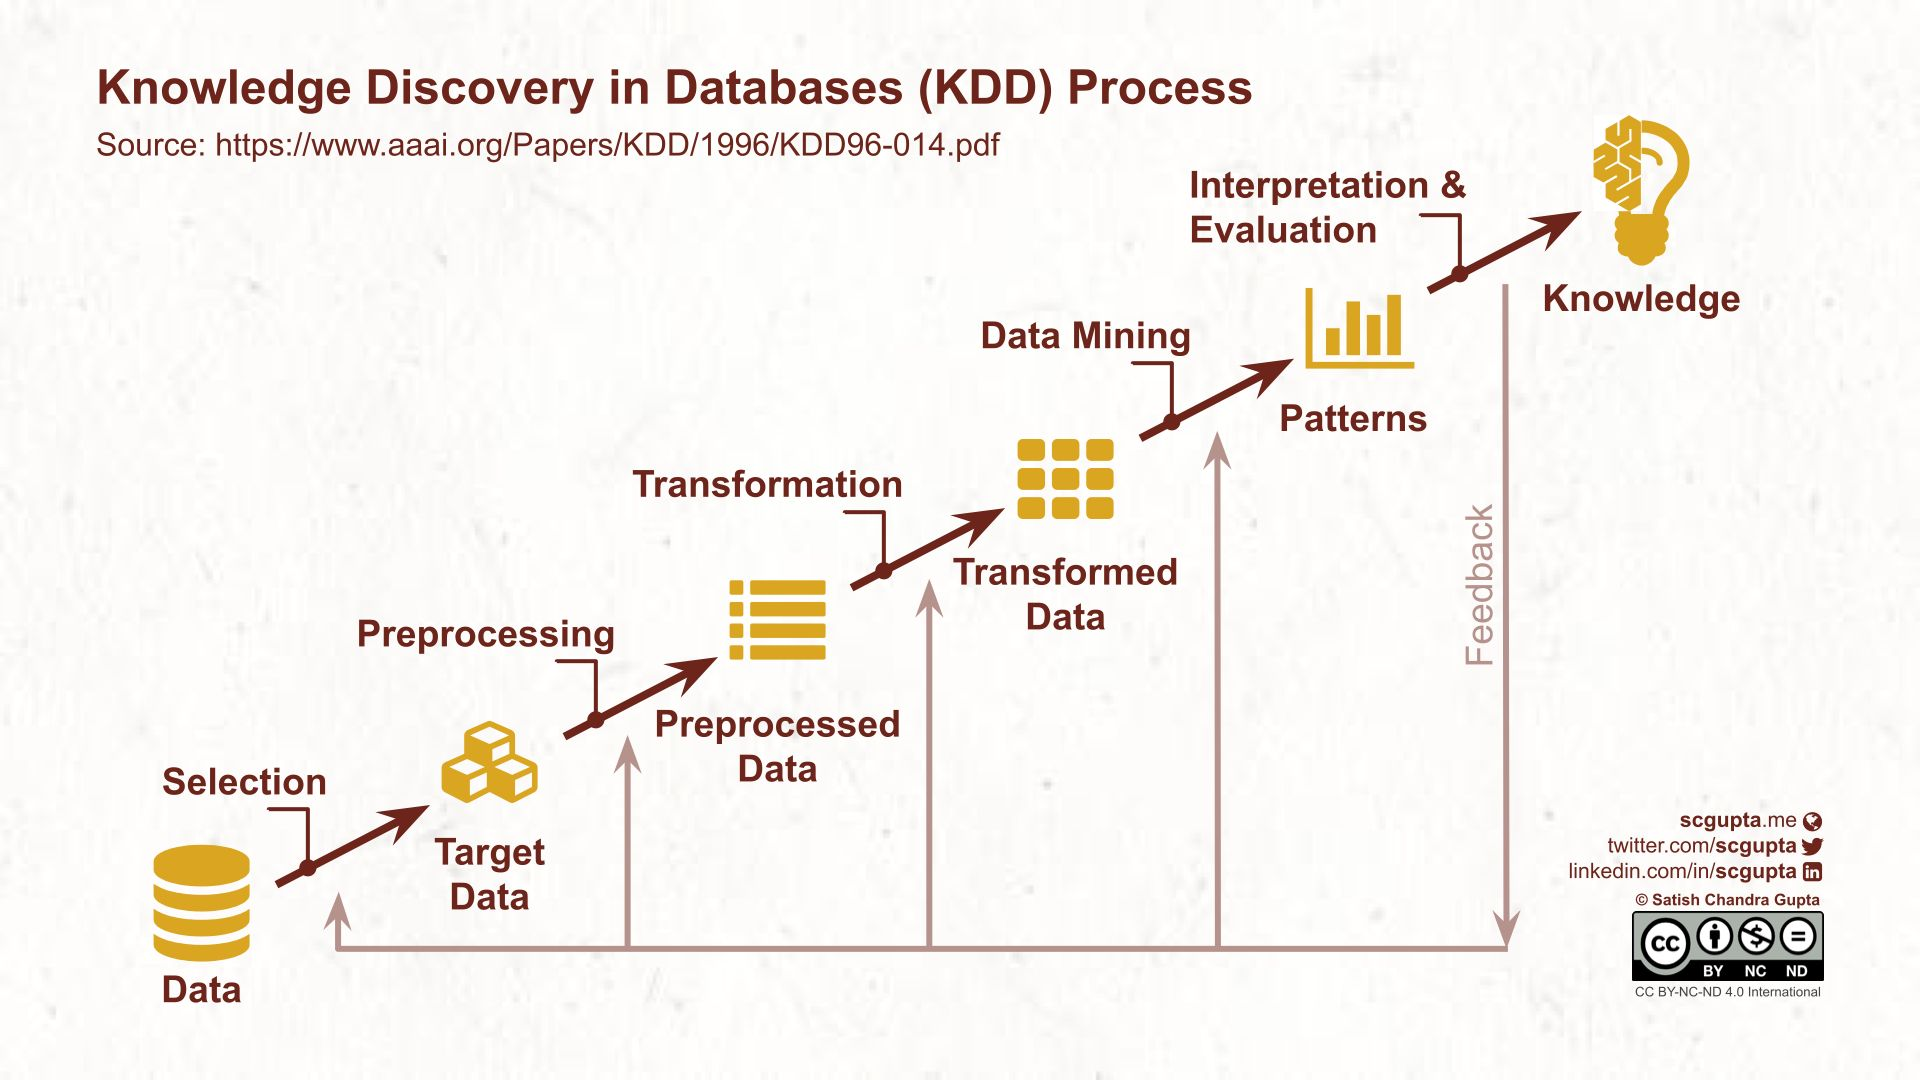 Knowledge Discovery in Databases (KDD) Process
Source: https://www.aaai.org/Papers/KDD/1996/KDD96-014.pdf
Interpretation &
Evaluation
Knowledge
Data Mining
Patterns
Transformation
Transformed
Data
Feedback
Preprocessing
Preprocessed
Data
Selection
Target
Data
Data
scgupta.me
twitter.com/scgupta
linkedin.com/in/scgupta
in
© Satish Chandra Gupta
cc
BY NC ND
CC BY-NC-ND 4.0 International